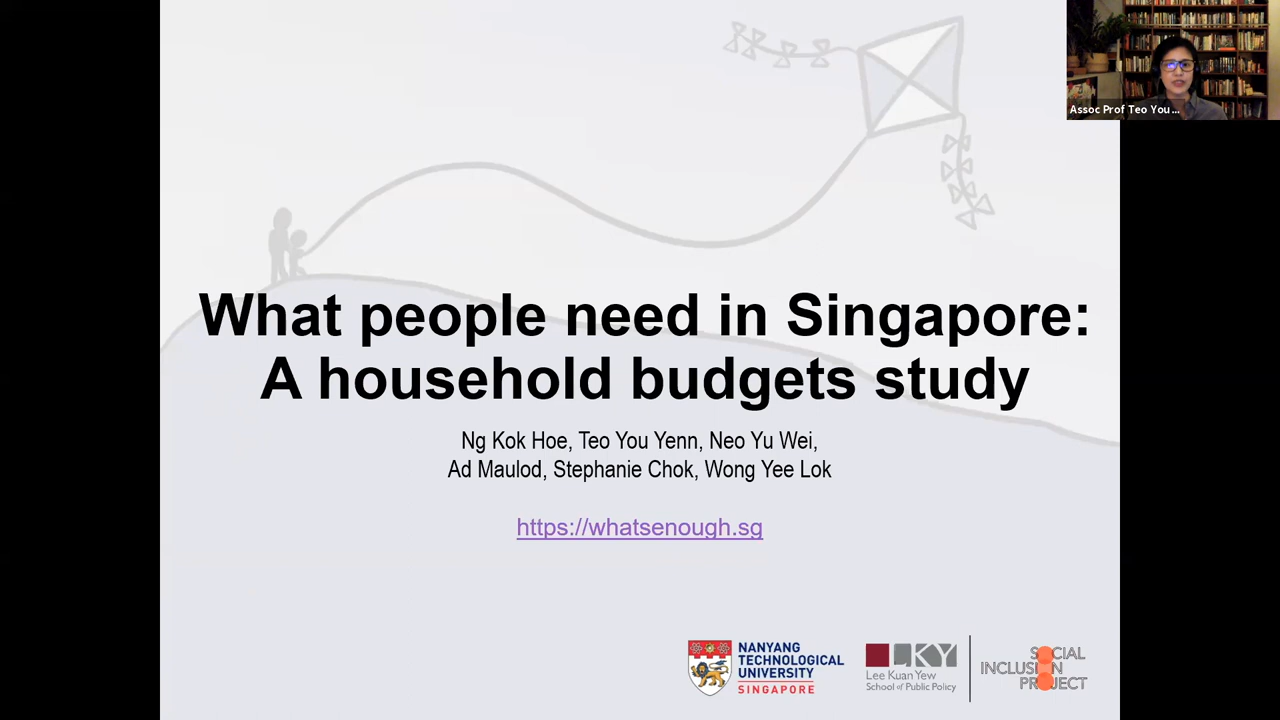 Assoc Prof Teo You ...
What people need in Singapore:
A household budgets study
Ng Kok Hoe, Teo You Yenn, Neo Yu Wei,
Ad Maulod, Stephanie Chok, Wong Yee Lok
https://whatsenough.sg
NANYANG
TECHNOLOGICAL
UNIVERSITY
SINGAPORE
LKY
Lee Kuan Yew
School of Public Policy
SOCIAL
INCLUSION
PROJECT